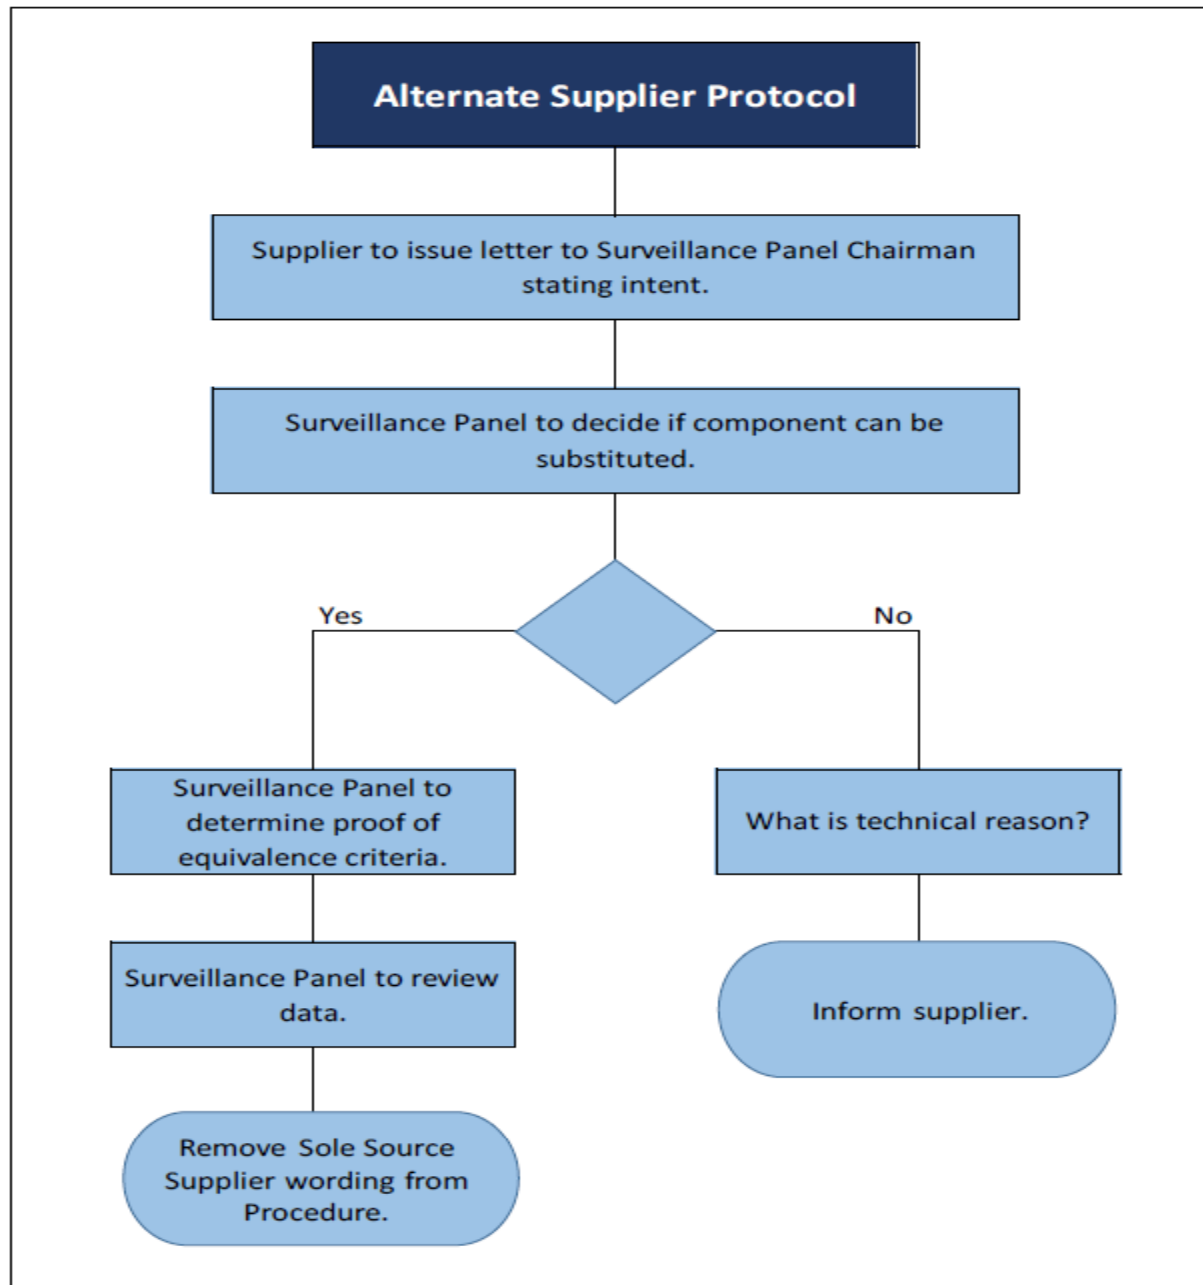 Alternate Supplier Protocol
Supplier to issue letter to Surveillance Panel Chairman
stating intent.
Surveillance Panel to decide if component can be
substituted.
Yes
No
Surveillance Panel to
determine proof of
equivalence criteria.
What is technical reason?
Surveillance Panel to review
data.
Inform supplier.
Remove Sole Source
Supplier wording from
Procedure.